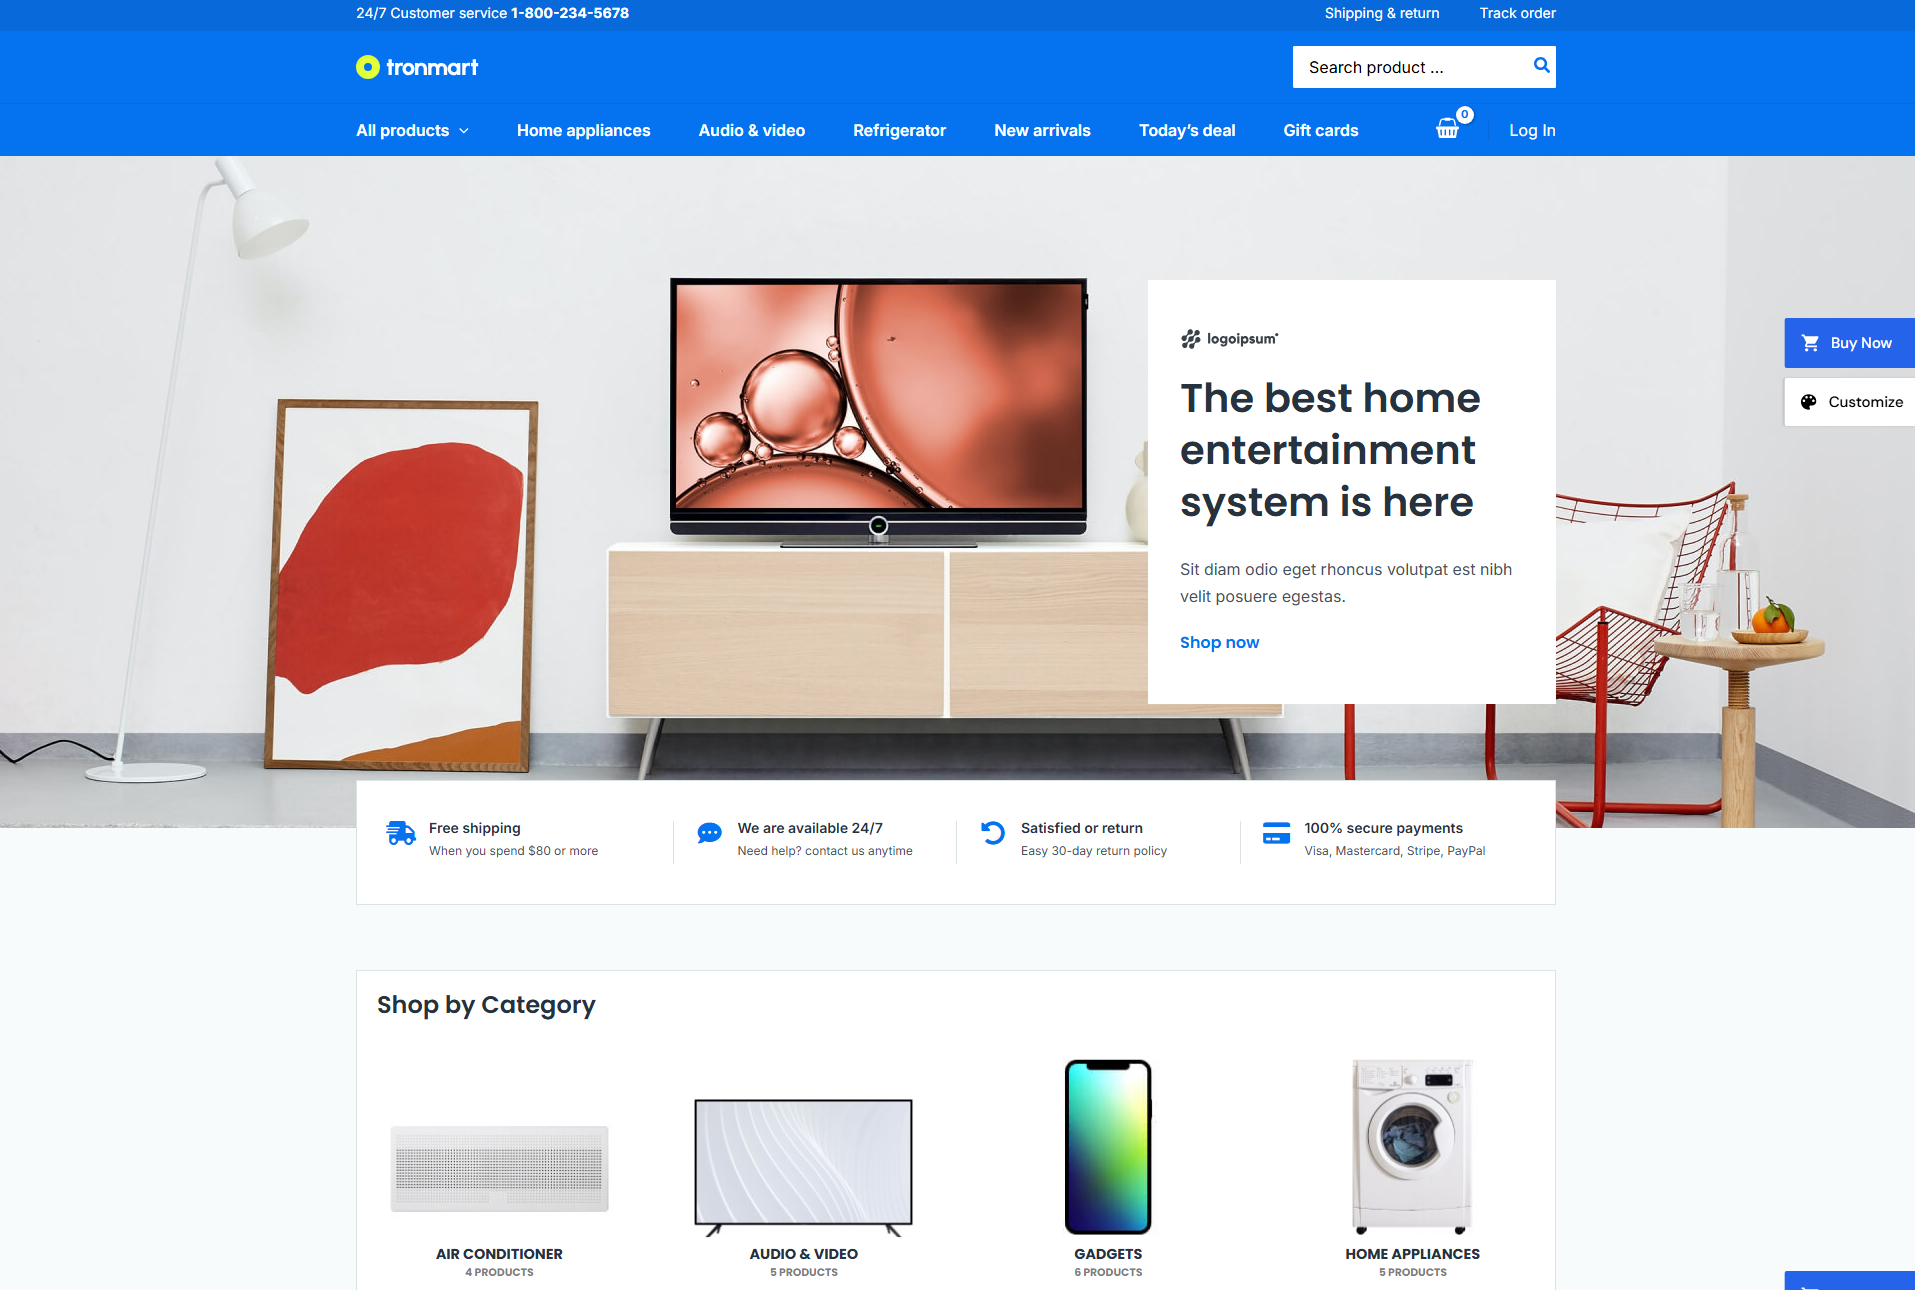 24/7 Customer service 1-800-234-5678
Shipping & return
Track order
tronmart
Search product ...
All products
Home appliances
Audio & video
Refrigerator
New arrivals
Today’s deal
Gift cards
0
Log In
logoipsum
The best home
entertainment
system is here
Sit diam odio eget rhoncus volutpat est nibh
velit posuere egestas.
Shop now
Buy Now
Customize
Free shipping
When you spend $80 or more
We are available 24/7
Need help? contact us anytime
Satisfied or return
Easy 30-day return policy
100% secure payments
Visa, Mastercard, Stripe, PayPal
Shop by Category
AIR CONDITIONER
4 PRODUCTS
AUDIO & VIDEO
5 PRODUCTS
GADGETS
6 PRODUCTS
HOME APPLIANCES
5 PRODUCTS